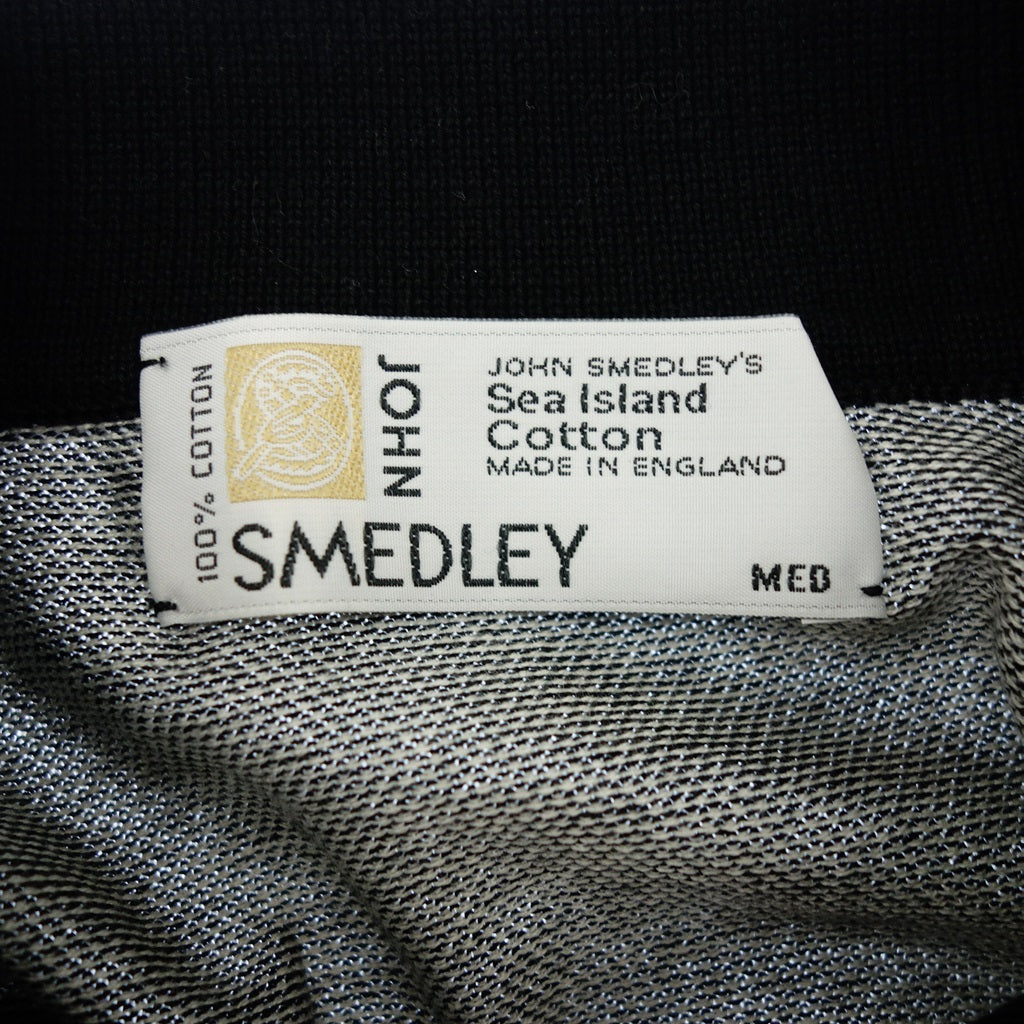 100% COTTON
JOHN
SMEDLEY
JOHN SMEDLEY'S
Sea Island
Cotton
MADE IN ENGLAND
MED